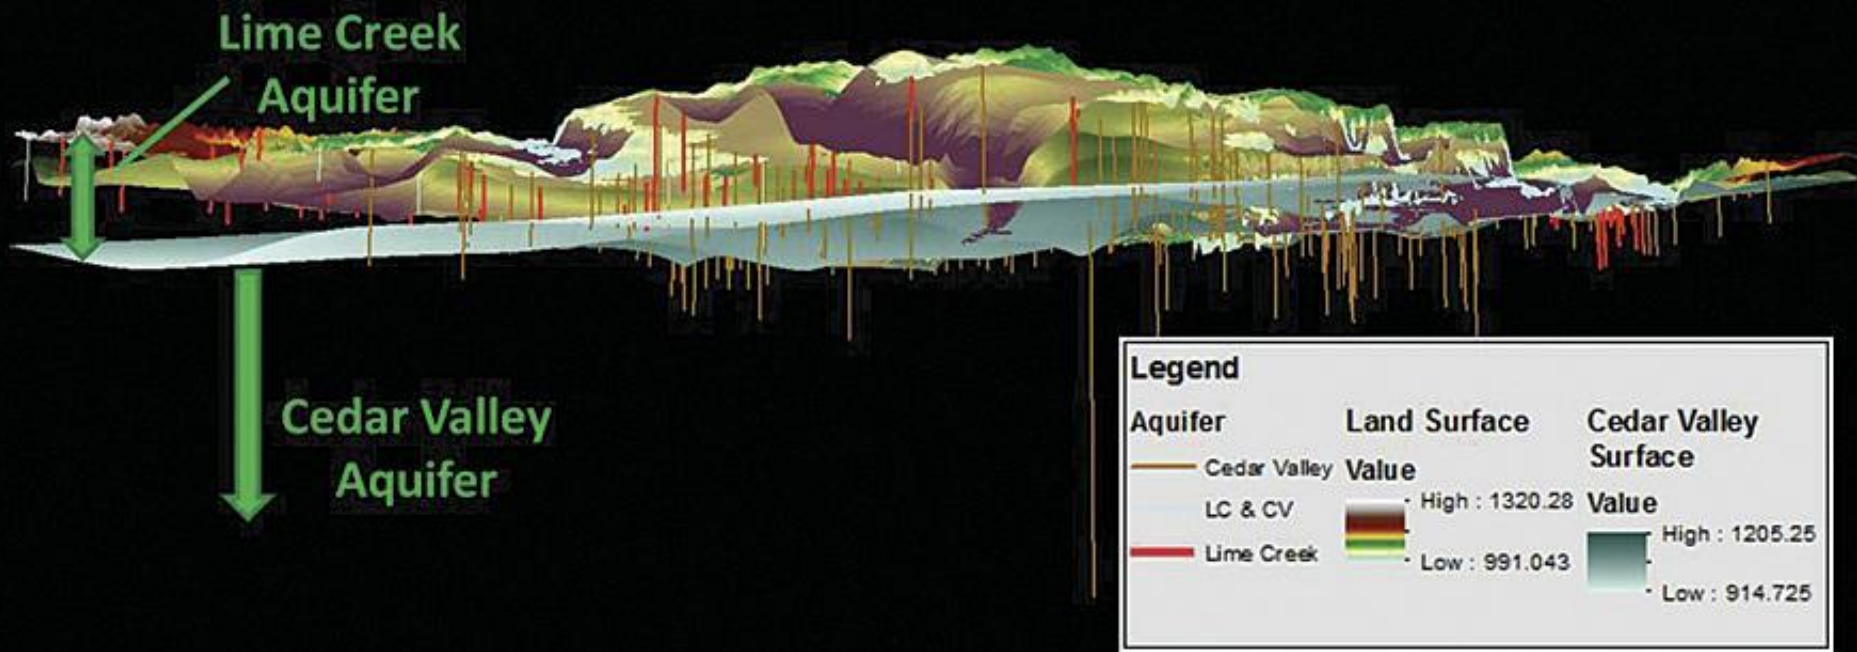 Lime Creek
Aquifer
Cedar Valley
Aquifer
Legend
Aquifer
Cedar Valley
LC & CV
Lime Creek
Land Surface
Value
High : 1320.28
Low : 991.043
Cedar Valley
Surface
Value
High : 1205.25
Low : 914.725